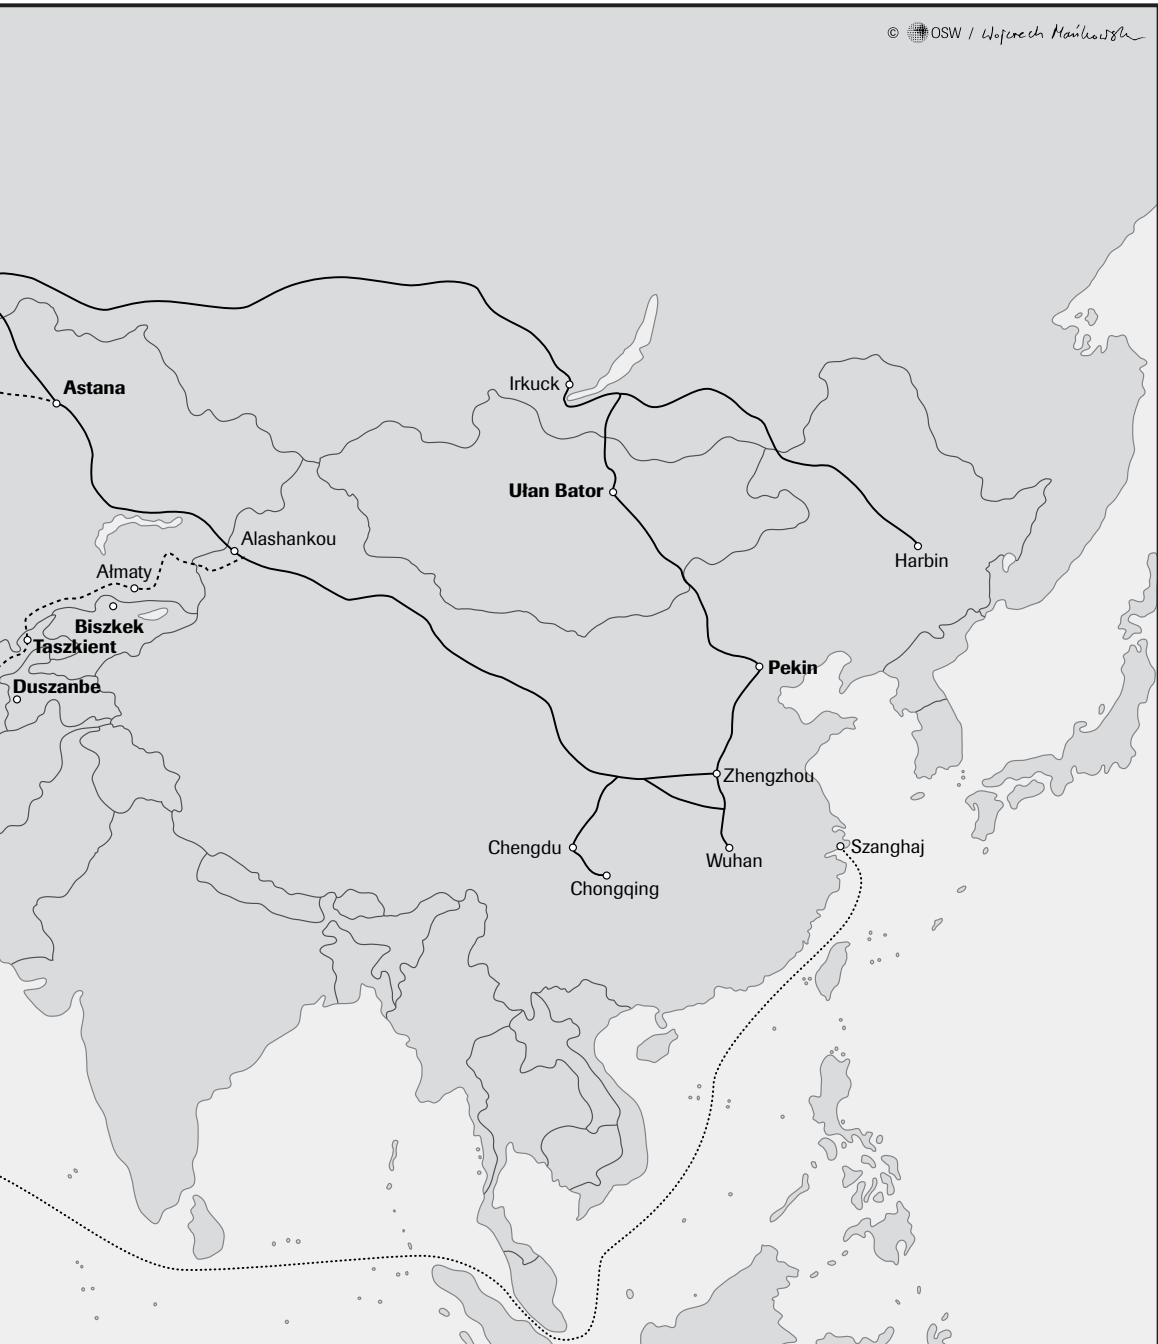 © OSW / Wojciech Mańkowski
Irkuck
Astana
Ułan Bator
Alashankou
Harbin
Ałmaty
Biszkek
Taszkient
Pekin
Duszanbe
Zhengzhou
Chengdu
Szanghaj
Wuhan
Chongqing